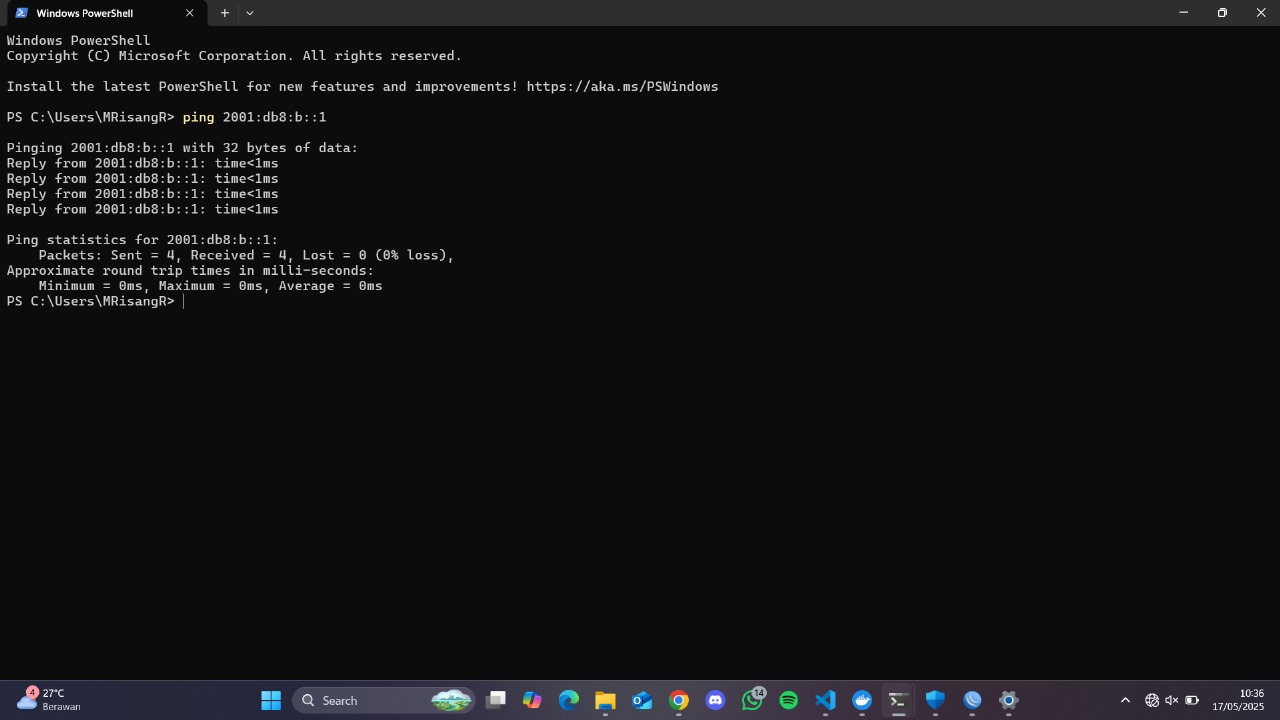 Windows PowerShell
Windows PowerShell
Copyright (C) Microsoft Corporation. All rights reserved.
Install the latest PowerShell for new features and improvements! https://aka.ms/PSWindows
PS C:\Users\MRisangR> ping 2001:db8:b::1
Pinging 2001:db8:b::1 with 32 bytes of data:
Reply from 2001:db8:b::1: time<1ms
Reply from 2001:db8:b::1: time<1ms
Reply from 2001:db8:b::1: time<1ms
Reply from 2001:db8:b::1: time<1ms
Ping statistics for 2001:db8:b::1:
    Packets: Sent = 4, Received = 4, Lost = 0 (0% loss),
Approximate round trip times in milli-seconds:
    Minimum = 0ms, Maximum = 0ms, Average = 0ms
PS C:\Users\MRisangR>
4
27°C
Berawan
Search
14
10:36
17/05/2025